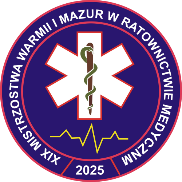 XIX MISTRZOSTWA WARMII I MAZUR W RATOWNICTWIE MEDYCZNYM
2025